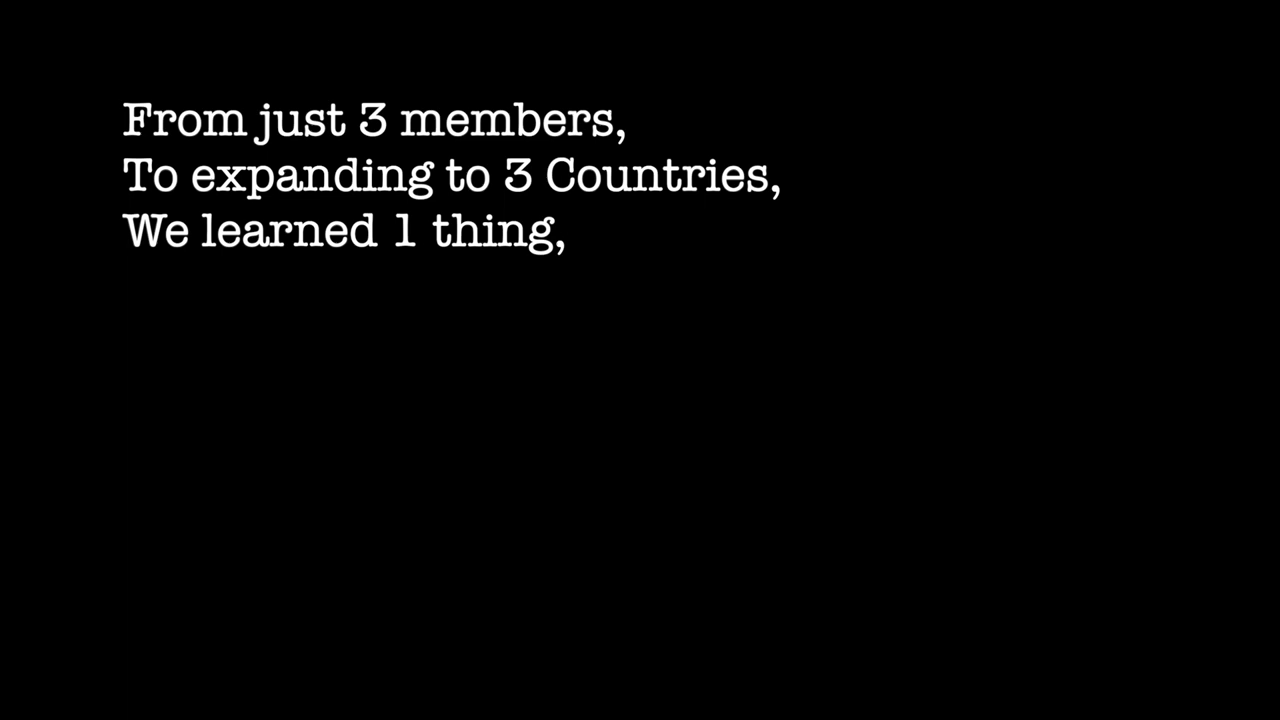 From just 3 members,
To expanding to 3 Countries,
We learned 1 thing,